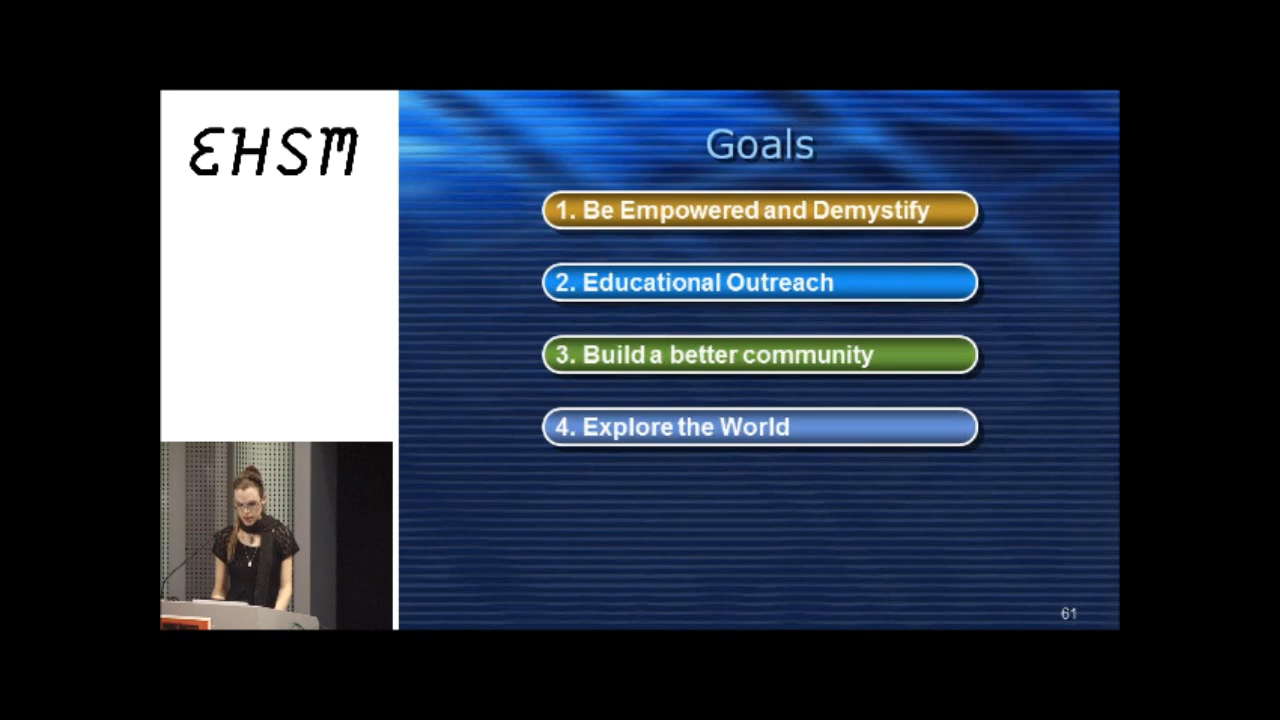 EHSM
Goals
1. Be Empowered and Demystify
2. Educational Outreach
3. Build a better community
4. Explore the World
61